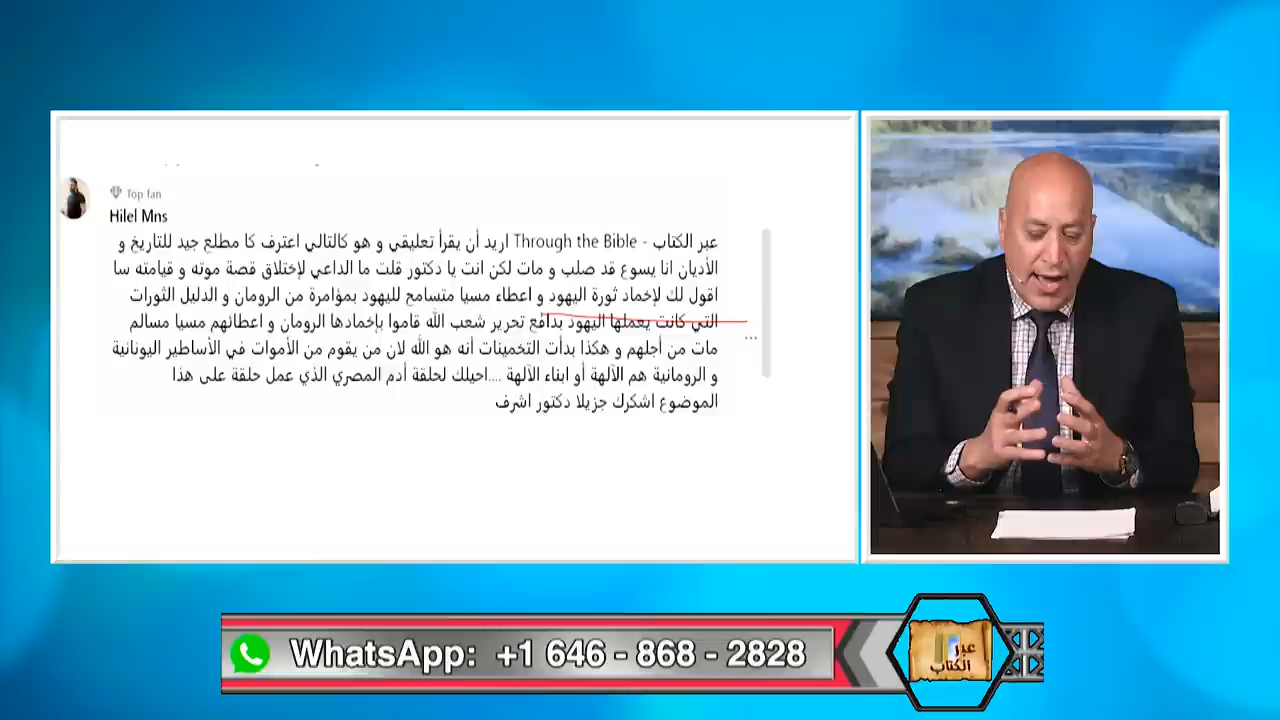 Top fan
Hilel Mns
عبر الكتاب - Through the Bible اريد أن يقرأ تعليقي و هو كالتالي اعترف كا مطلع جيد للتاريخ و
الأديان انا يسوع قد صلب و مات لكن انت يا دكتور قلت ما الداعي لإختلاق قصة موته و قيامته سا
اقول لك لإخماد ثورة اليهود و اعطاء مسيا متسامح لليهود بمؤامرة من الرومان و الدليل الثورات
التي كانت يعملها اليهود بدافع تحرير شعب الله قاموا بإخمادها الرومان و اعطائهم مسيا مسالم
مات من أجلهم و هكذا بدأت التخمينات أنه هو الله لان من يقوم من الأموات في الأساطير اليونانية
و الرومانية هم الآلهة أو ابناء الآلهة ....احيلك لحلقة أدم المصري الذي عمل حلقة على هذا
الموضوع اشكرك جزيلا دكتور اشرف
WhatsApp: +1 646 - 868 - 2828
عبر
الكتاب